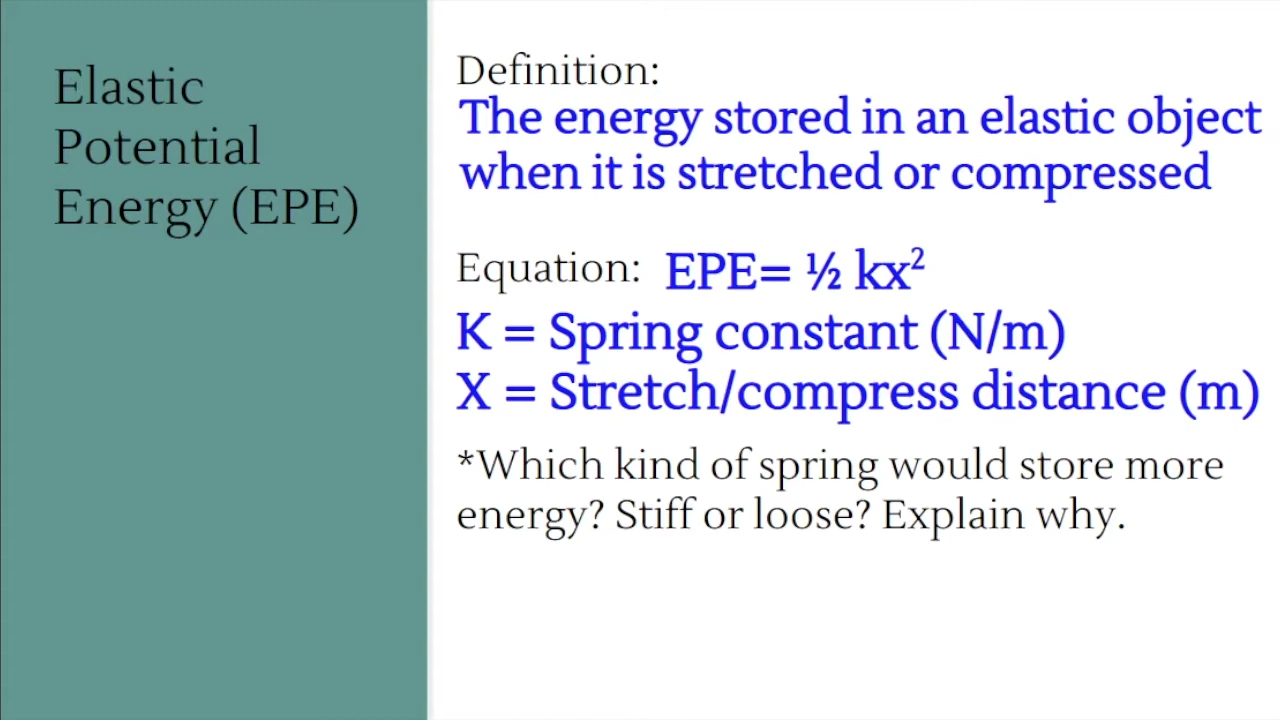 Elastic
Potential
Energy (EPE)
Definition:
The energy stored in an elastic object
when it is stretched or compressed
Equation: EPE= ½ kx²
K = Spring constant (N/m)
X = Stretch/compress distance (m)
*Which kind of spring would store more
energy? Stiff or loose? Explain why.